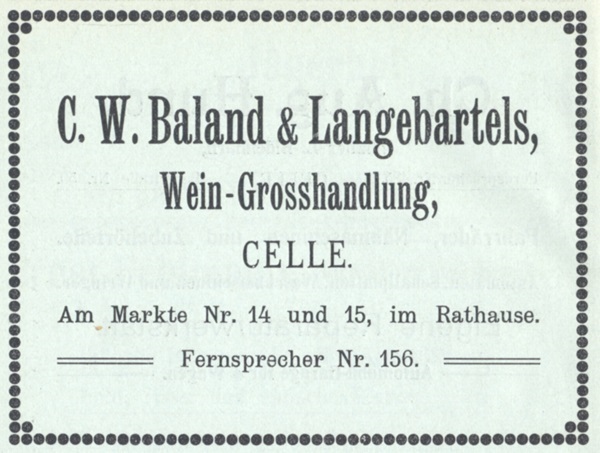 C. W. Baland & Langebartels,
Wein-Grosshandlung,
CELLE.
Am Markte Nr. 14 und 15, im Rathause.
Fernsprecher Nr. 156.